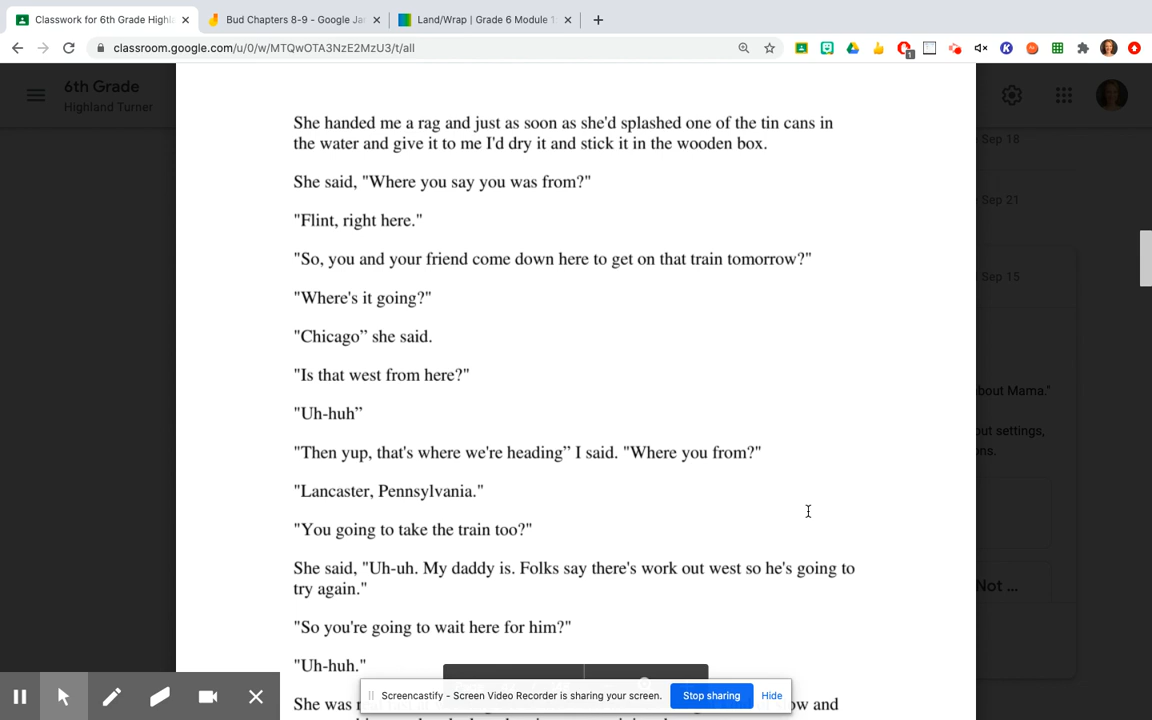 Classwork for 6th Grade Highl
Bud Chapters 8-9 - Google Ja
Land/Wrap | Grade 6 Module 1
classroom.google.com/u/0/w/MTQwOTA3NzE2MzU3/t/all
6th Grade
Highland Turner
Sep 18
Sep 21
Sep 15
She handed me a rag and just as soon as she'd splashed one of the tin cans in
the water and give it to me I'd dry it and stick it in the wooden box.
She said, "Where you say you was from?"
"Flint, right here."
"So, you and your friend come down here to get on that train tomorrow?"
"Where's it going?"
"Chicago” she said.
"Is that west from here?"
"Uh-huh”
about Mama."
out settings,
ons.
"Then yup, that's where we're heading” I said. "Where you from?"
"Lancaster, Pennsylvania."
"You going to take the train too?"
She said, "Uh-uh. My daddy is. Folks say there's work out west so he's going to
try again."
Not ...
"So you're going to wait here for him?"
"Uh-huh."
Screencastify - Screen Video Recorder is sharing your screen.
Stop sharing
Hide
She was
ow and